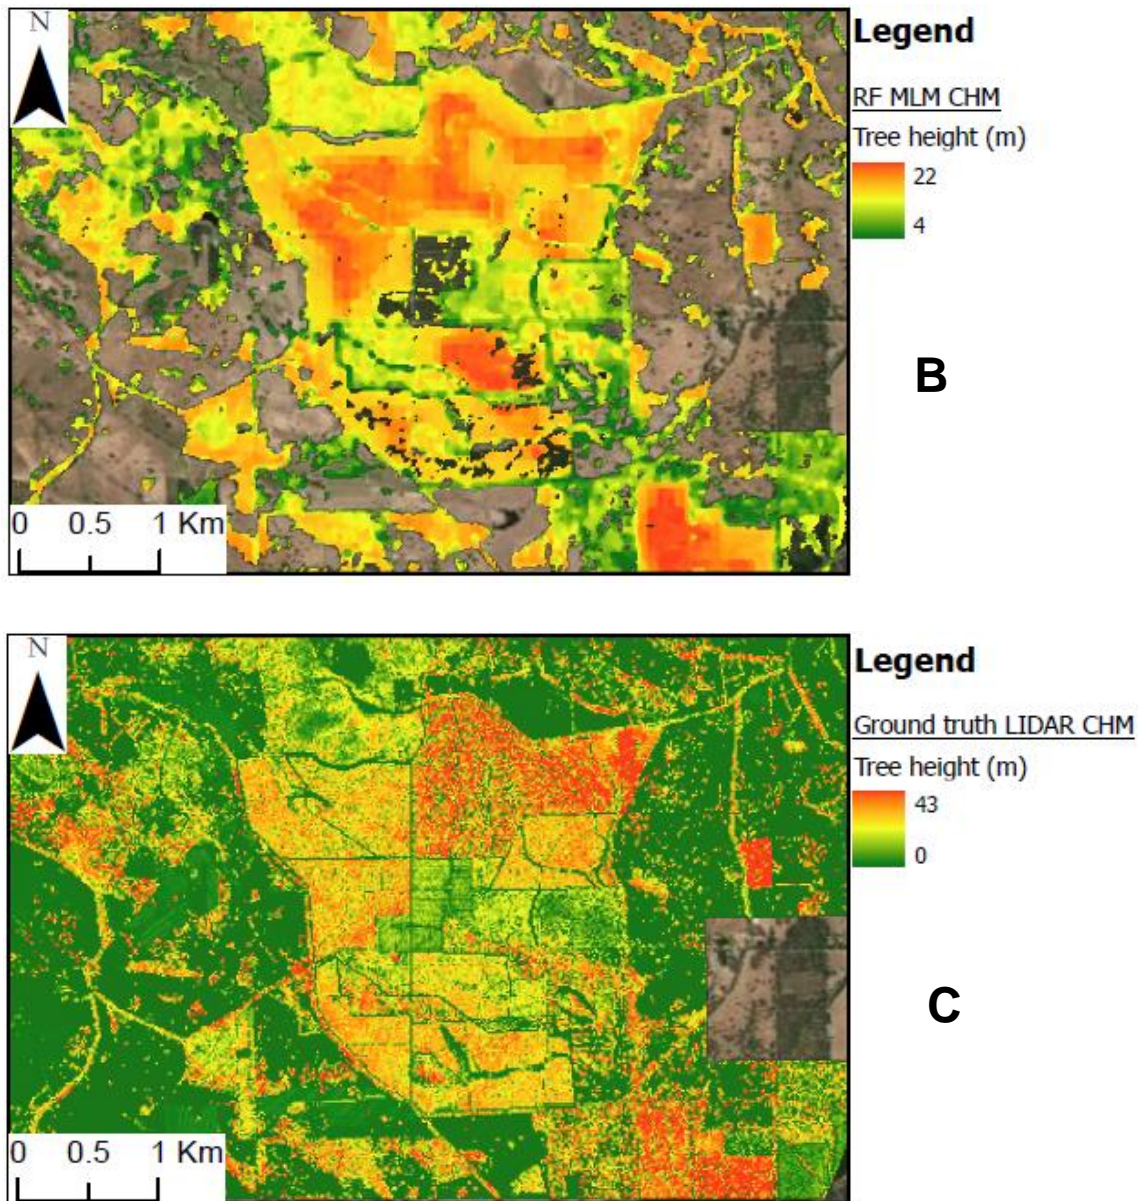 N
Legend
RF MLM CHM
Tree height (m)
22
4
B
0 0.5 1 Km
N
Legend
Ground truth LIDAR CHM
Tree height (m)
43
0
C
0 0.5 1 Km